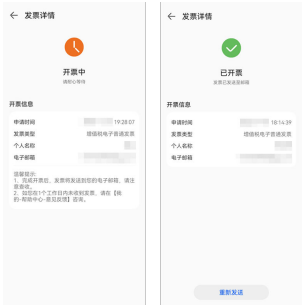 ← 发票详情
开票中
请耐心等待
开票信息
申请时间 19:28:07
发票类型 增值税电子普通发票
个人名称
电子邮箱
温馨提示:
1、完成开票后，发票将发送到您的电子邮箱，请注
意查收。
2、如您在1个工作日内未收到发票，请在【我
的-帮助中心-意见反馈】咨询。
← 发票详情
已开票
发票已发送至邮箱
开票信息
申请时间 18:14:39
发票类型 增值税电子普通发票
个人名称
电子邮箱
重新发送